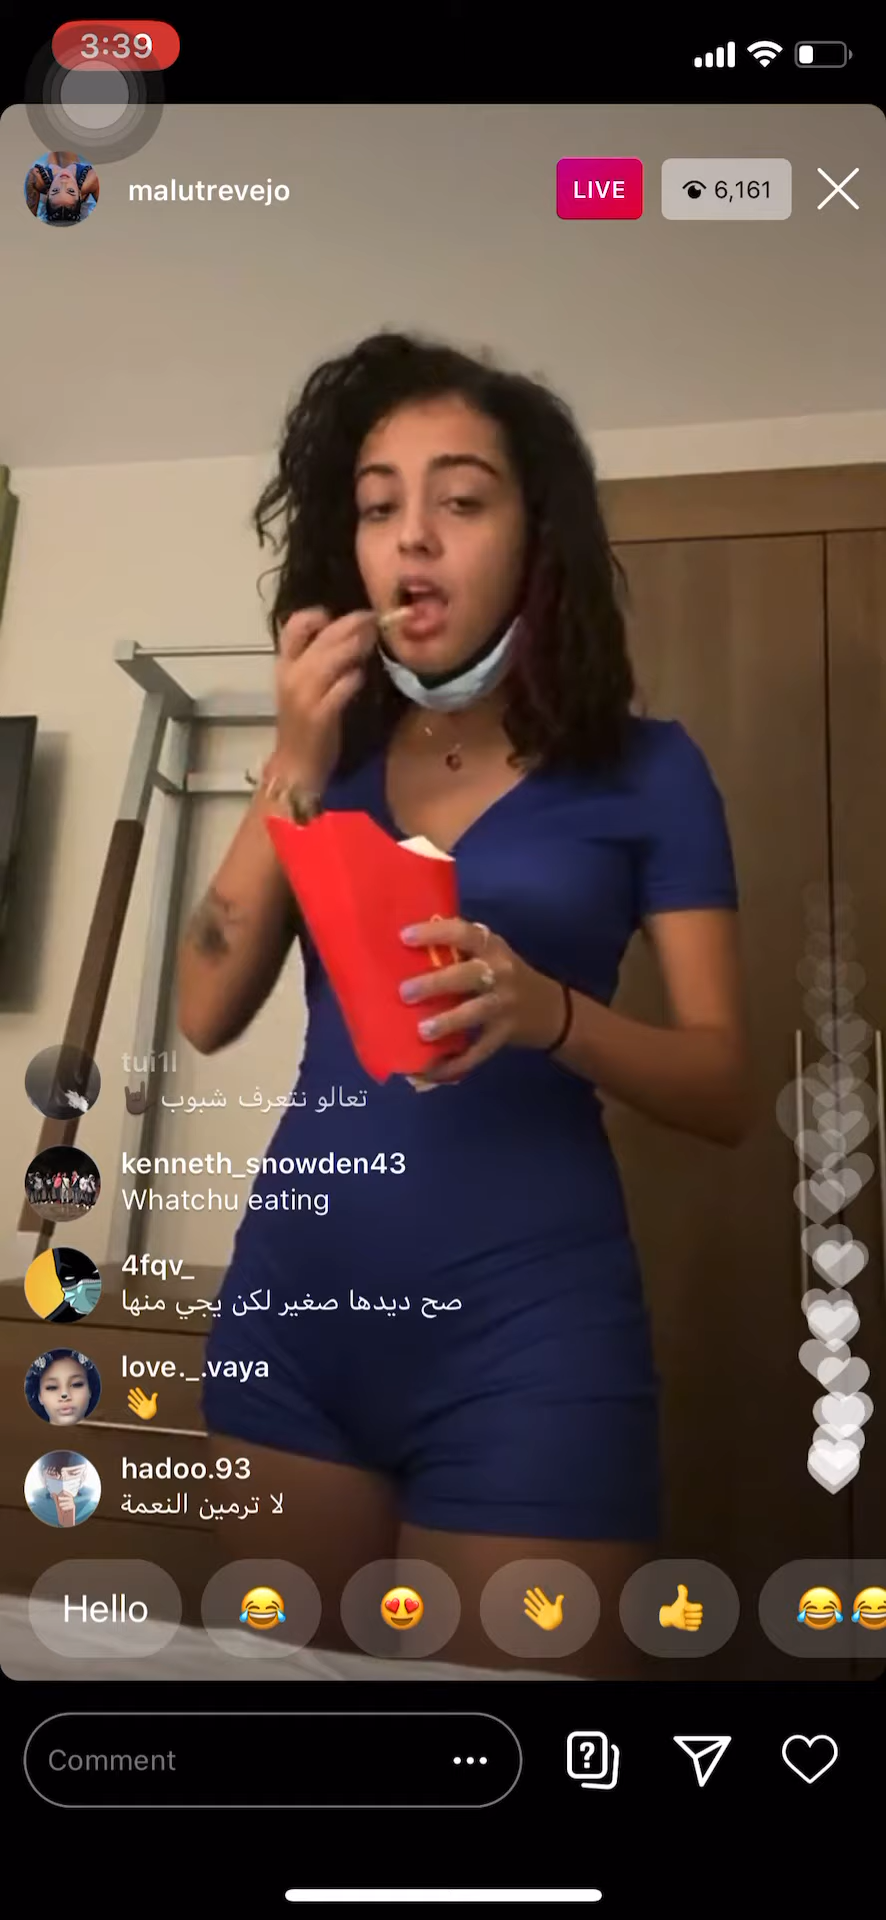 3:39
malutrevejo
LIVE
6,161
tui1l
تعالو نتعرف شبوب 🤘🏿
kenneth_snowden43
Whatchu eating
4fqv_
صح ديدها صغير لكن يجي منها
love._.vaya
👋
hadoo.93
لا ترمين النعمة
Hello 😂 😍 👋 👍 😂😂
Comment